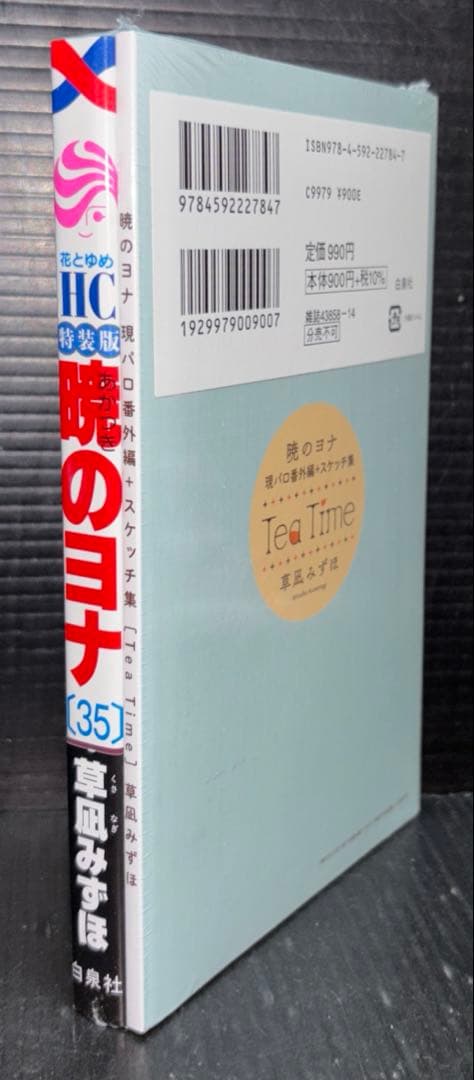 花とゆめ
HC
特装版
暁のヨナ
あかつき
〔35〕
草凪みずほ
くさ なぎ
白泉社
暁のヨナ 現パロ番外編+スケッチ集 [Tea Time] 草凪みずほ
ISBN978-4-592-22784-7
9784592227847
C9979 ¥900E
定価990円
本体900円+税10%
白泉社
1929979009007
雑誌43858-14
分売不可
暁のヨナ
現パロ番外編+スケッチ集
Tea Time
草凪みずほ